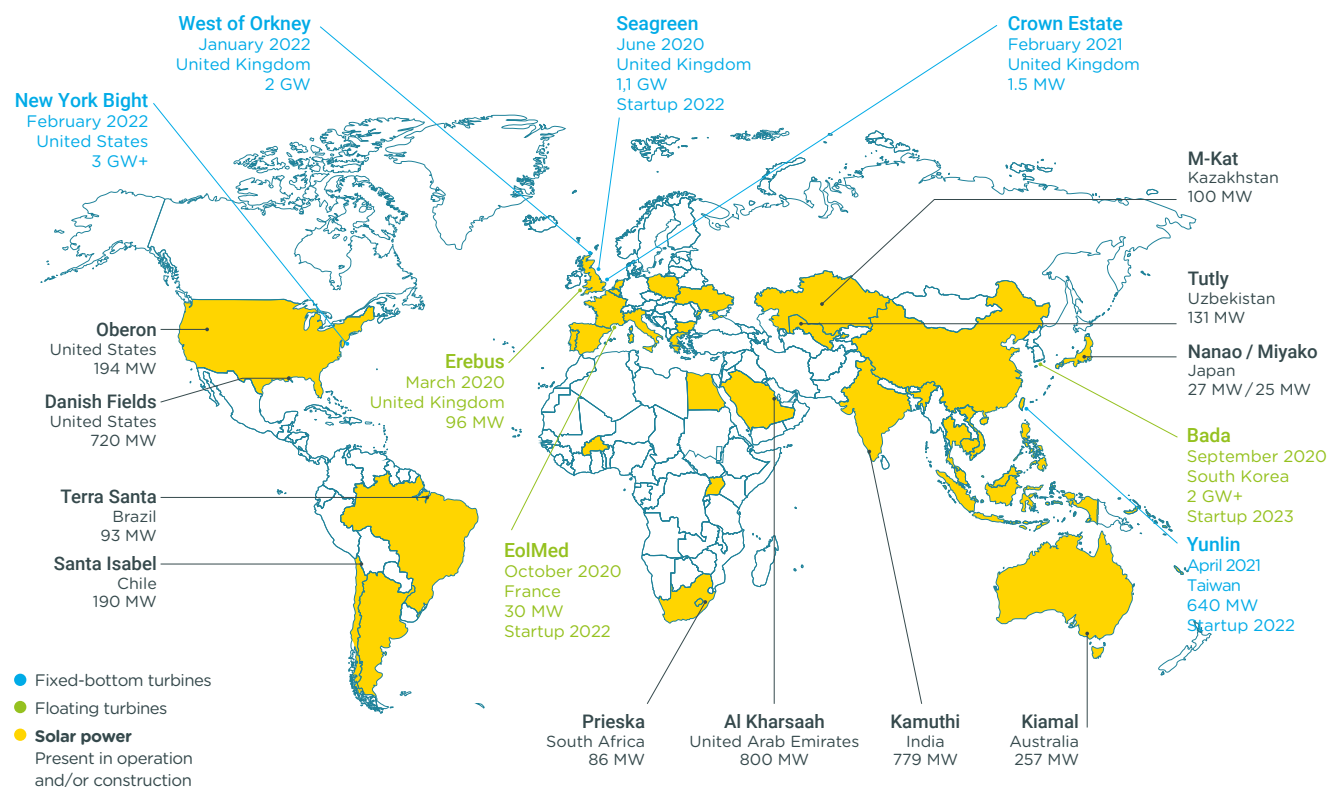 West of Orkney
January 2022
United Kingdom
2 GW
Seagreen
June 2020
United Kingdom
1,1 GW
Startup 2022
Crown Estate
February 2021
United Kingdom
1.5 MW
New York Bight
February 2022
United States
3 GW+
M-Kat
Kazakhstan
100 MW
Tutly
Uzbekistan
131 MW
Oberon
United States
194 MW
Nanao / Miyako
Japan
27 MW / 25 MW
Erebus
March 2020
United Kingdom
96 MW
Danish Fields
United States
720 MW
Bada
September 2020
South Korea
2 GW+
Startup 2023
Terra Santa
Brazil
93 MW
EolMed
October 2020
France
30 MW
Startup 2022
Yunlin
April 2021
Taiwan
640 MW
Startup 2022
Santa Isabel
Chile
190 MW
Fixed-bottom turbines
Floating turbines
Solar power
Present in operation
and/or construction
Prieska
South Africa
86 MW
Al Kharsaah
United Arab Emirates
800 MW
Kamuthi
India
779 MW
Kiamal
Australia
257 MW